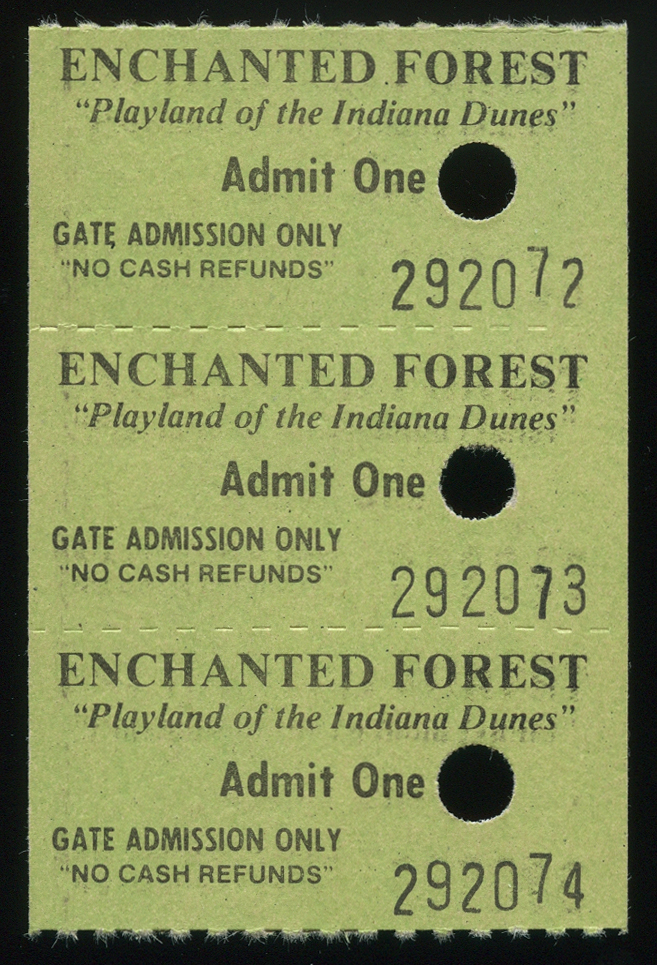 ENCHANTED FOREST
"Playland of the Indiana Dunes"
Admit One
GATE ADMISSION ONLY
"NO CASH REFUNDS"
292072
ENCHANTED FOREST
"Playland of the Indiana Dunes"
Admit One
GATE ADMISSION ONLY
"NO CASH REFUNDS"
292073
ENCHANTED FOREST
"Playland of the Indiana Dunes"
Admit One
GATE ADMISSION ONLY
"NO CASH REFUNDS"
292074